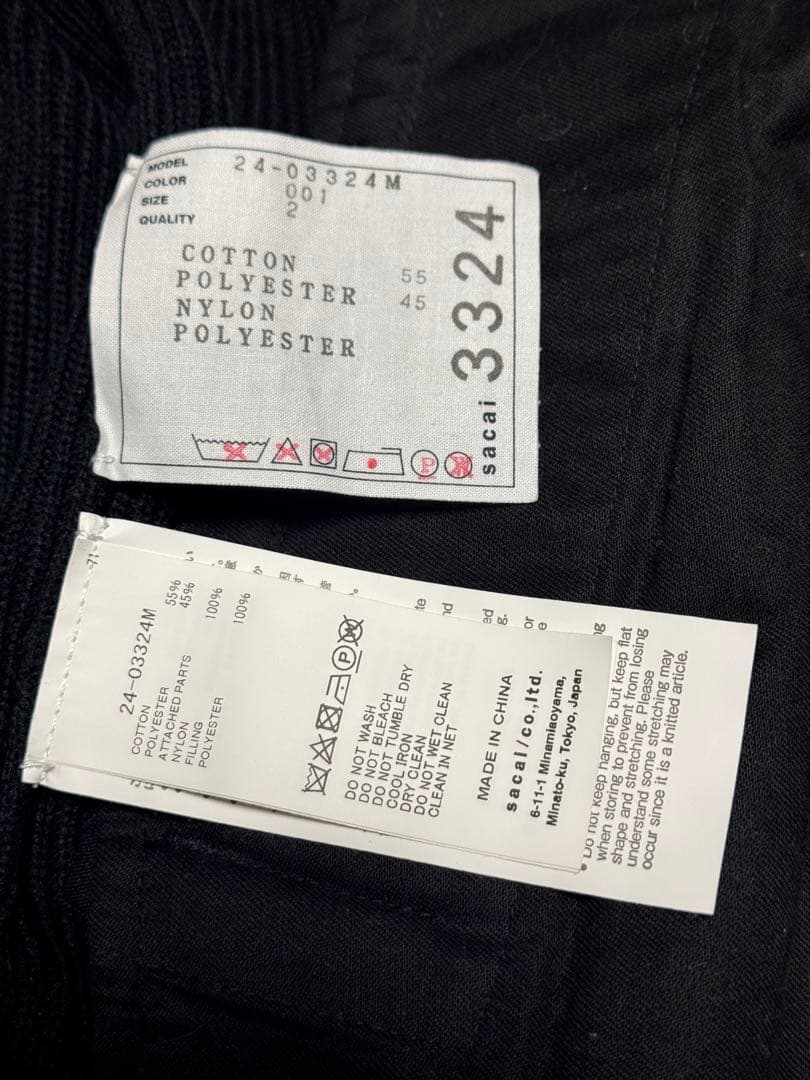 MODEL 24-03324M
COLOR 001
SIZE 2
QUALITY
COTTON 55
POLYESTER 45
NYLON
POLYESTER
sacai 3324
P
24-03324M
COTTON 55%
POLYESTER 45%
ATTACHED PARTS
NYLON 100%
FILLING
POLYESTER 100%
P
DO NOT WASH
DO NOT BLEACH
DO NOT TUMBLE DRY
COOL IRON
DRY CLEAN
DO NOT WET CLEAN
CLEAN IN NET
MADE IN CHINA
sacai/co.,ltd.
6-11-1 Minamiaoyama,
Minato-ku, Tokyo, Japan
• Do not keep hanging, but keep flat
when storing to prevent from losing
shape and stretching. Please
understand some stretching may
occur since it is a knitted article.